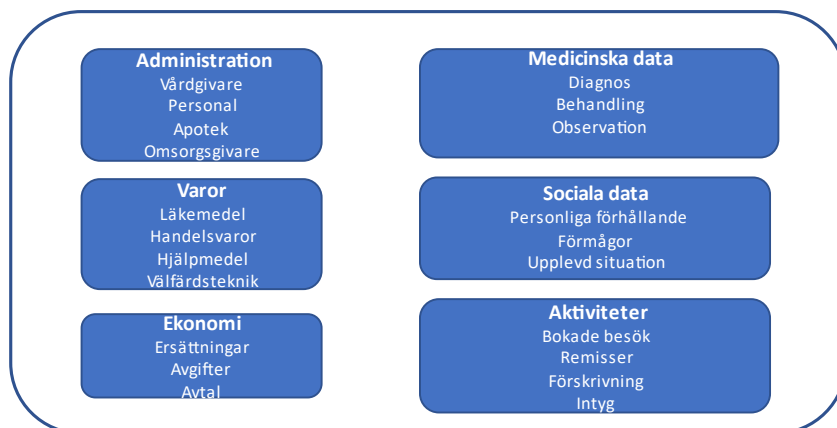 Administration
Vårdgivare
Personal
Apotek
Omsorgsgivare
Varor
Läkemedel
Handelsvaror
Hjälpmedel
Välfärdsteknik
Ekonomi
Ersättningar
Avgifter
Avtal
Medicinska data
Diagnos
Behandling
Observation
Sociala data
Personliga förhållande
Förmågor
Upplevd situation
Aktiviteter
Bokade besök
Remisser
Förskrivning
Intyg